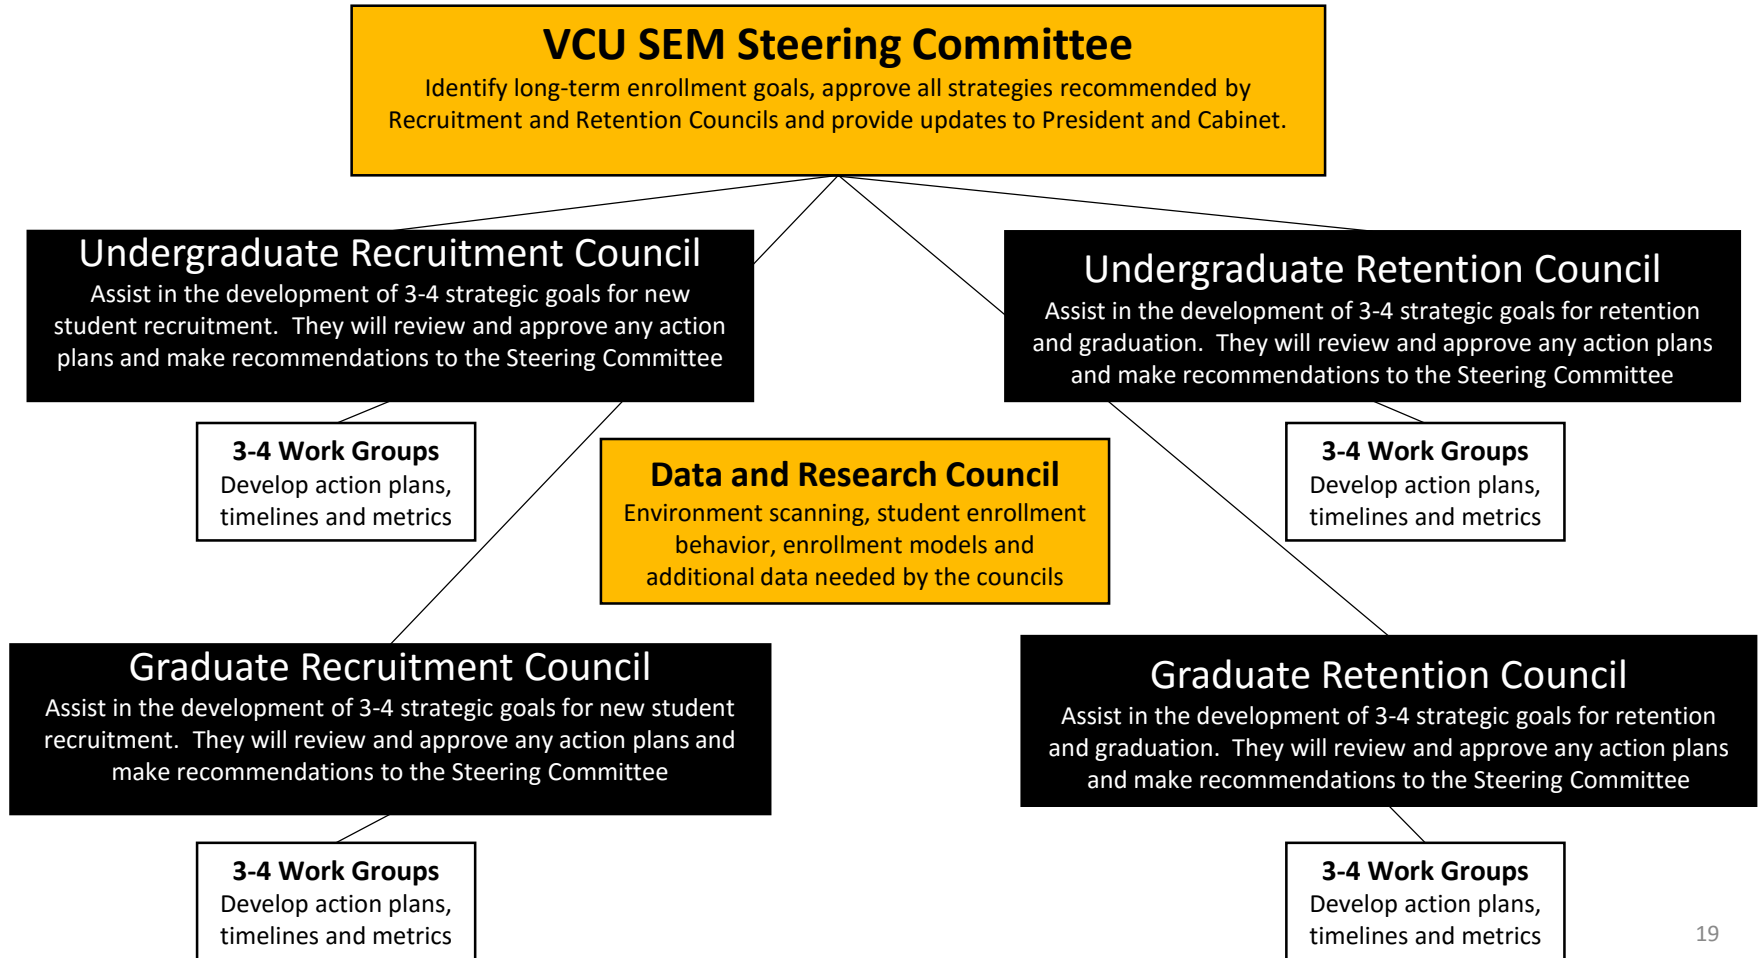 VCU SEM Steering Committee
Identify long-term enrollment goals, approve all strategies recommended by
Recruitment and Retention Councils and provide updates to President and Cabinet.
Undergraduate Recruitment Council
Assist in the development of 3-4 strategic goals for new
student recruitment.  They will review and approve any action
plans and make recommendations to the Steering Committee
Undergraduate Retention Council
Assist in the development of 3-4 strategic goals for retention
and graduation.  They will review and approve any action plans
and make recommendations to the Steering Committee
3-4 Work Groups
Develop action plans,
timelines and metrics
Data and Research Council
Environment scanning, student enrollment
behavior, enrollment models and
additional data needed by the councils
3-4 Work Groups
Develop action plans,
timelines and metrics
Graduate Recruitment Council
Assist in the development of 3-4 strategic goals for new student
recruitment.  They will review and approve any action plans and
make recommendations to the Steering Committee
Graduate Retention Council
Assist in the development of 3-4 strategic goals for retention
and graduation.  They will review and approve any action plans
and make recommendations to the Steering Committee
3-4 Work Groups
Develop action plans,
timelines and metrics
3-4 Work Groups
Develop action plans,
timelines and metrics
19